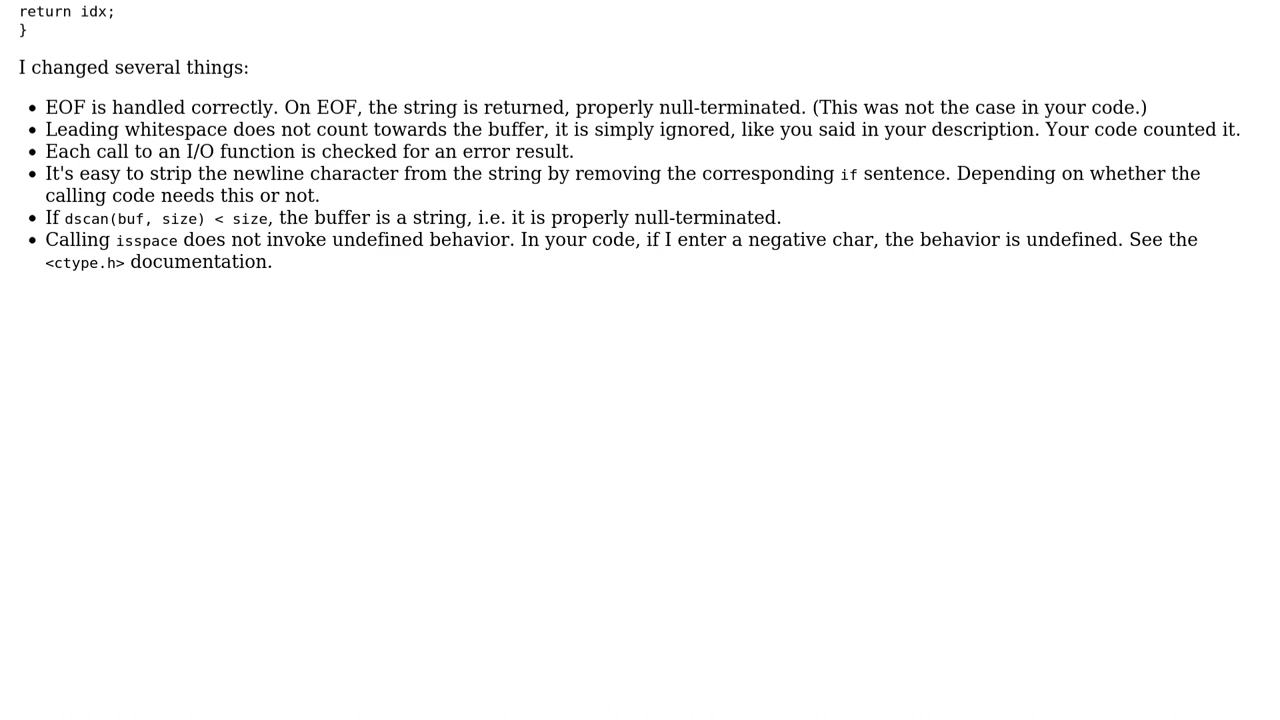 return idx;
}
I changed several things:
• EOF is handled correctly. On EOF, the string is returned, properly null-terminated. (This was not the case in your code.)
• Leading whitespace does not count towards the buffer, it is simply ignored, like you said in your description. Your code counted it.
• Each call to an I/O function is checked for an error result.
• It's easy to strip the newline character from the string by removing the corresponding if sentence. Depending on whether the
calling code needs this or not.
• If dscan(buf, size) < size, the buffer is a string, i.e. it is properly null-terminated.
• Calling isspace does not invoke undefined behavior. In your code, if I enter a negative char, the behavior is undefined. See the
<ctype.h> documentation.